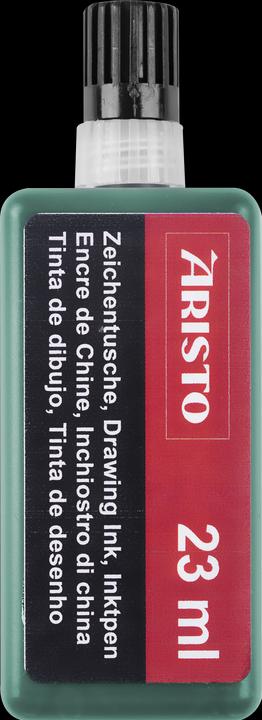 ARISTO
23 ml
Zeichentusche, Drawing Ink, Inktpen
Encre de Chine, Inchiostro di china
Tinta de dibujo, Tinta de desenho